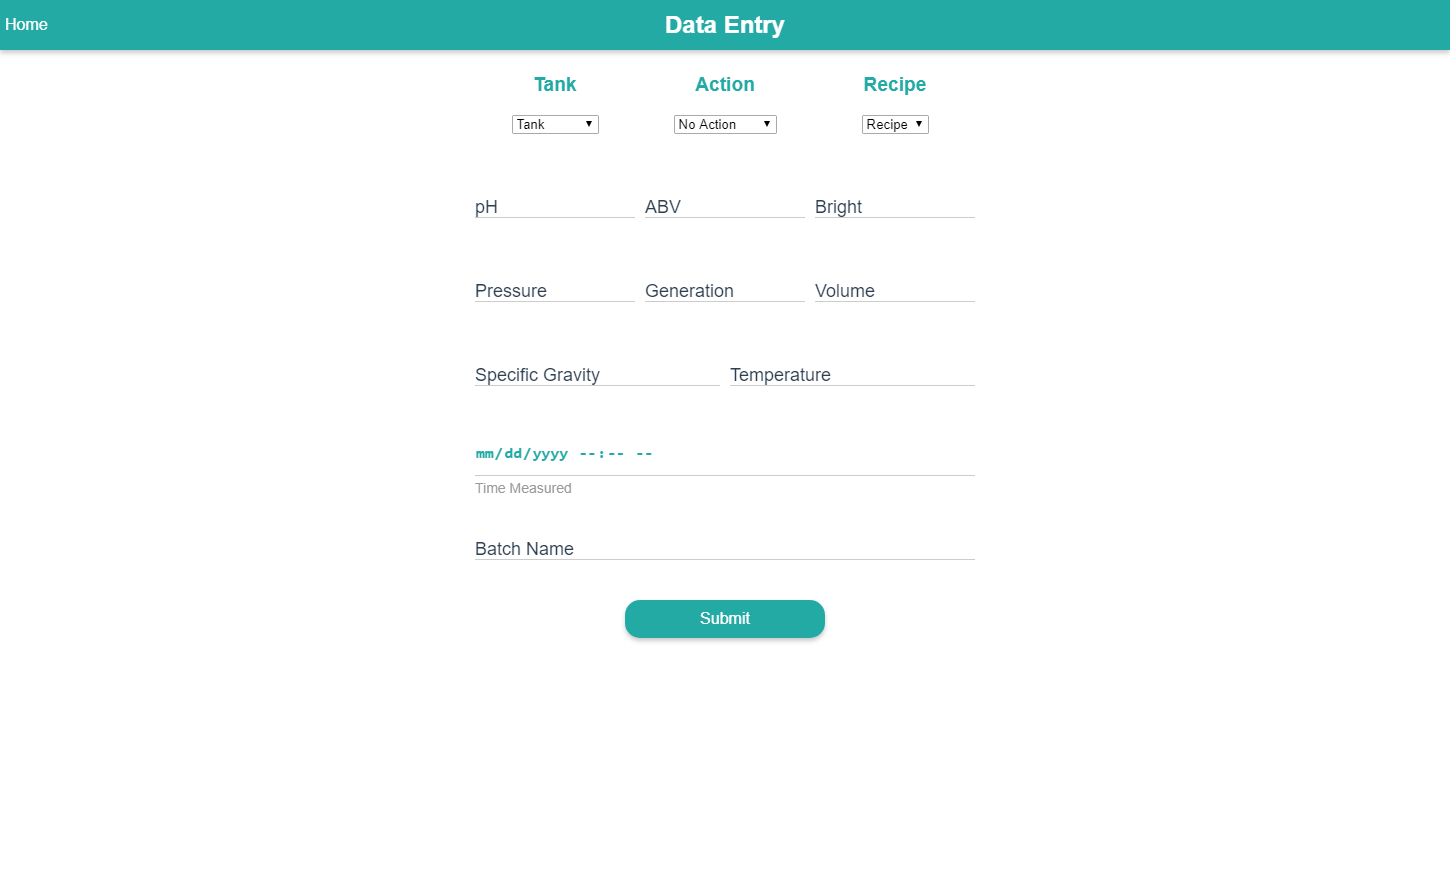 Home
Data Entry
Tank Action Recipe
Tank No Action Recipe
pH ABV Bright
Pressure Generation Volume
Specific Gravity Temperature
mm/dd/yyyy --:-- --
Time Measured
Batch Name
Submit